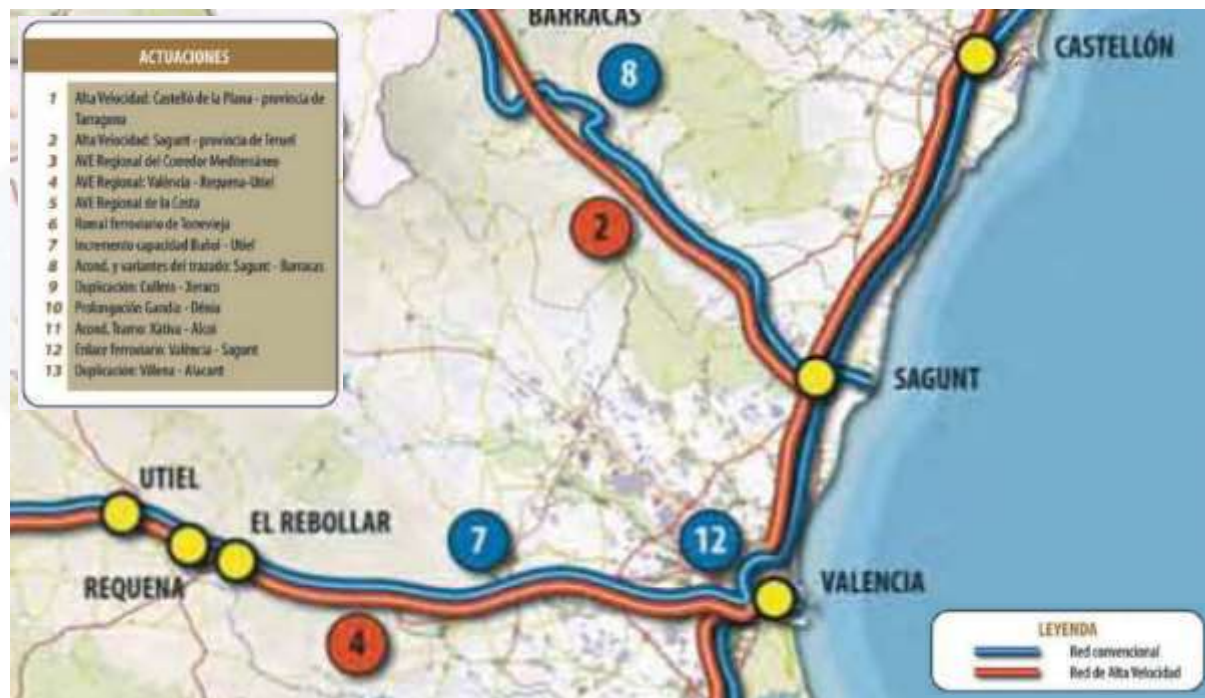 BARRACAS
CASTELLÓN
ACTUACIONES
1 Alta Velocidad: Castelló de la Plana - provincia de
Tarragona
2 Alta Velocidad: Sagunt - provincia de Teruel
3 AVE Regional del Corredor Mediterráneo
4 AVE Regional: València - Requena-Utiel
5 AVE Regional de la Costa
6 Ramal ferroviario de Torrevieja
7 Incremento capacidad Buñol - Utiel
8 Acond. y variantes del trazado: Sagunt - Barracas
9 Duplicación: Cullera - Xeraco
10 Prolongación Gandia - Dénia
11 Acond. Tramo: Xàtiva - Alcoi
12 Enlace ferroviario: València - Sagunt
13 Duplicación: Villena - Alacant
8
2
SAGUNT
UTIEL
EL REBOLLAR
7
12
REQUENA
VALENCIA
4
LEYENDA
Red convencional
Red de Alta Velocidad